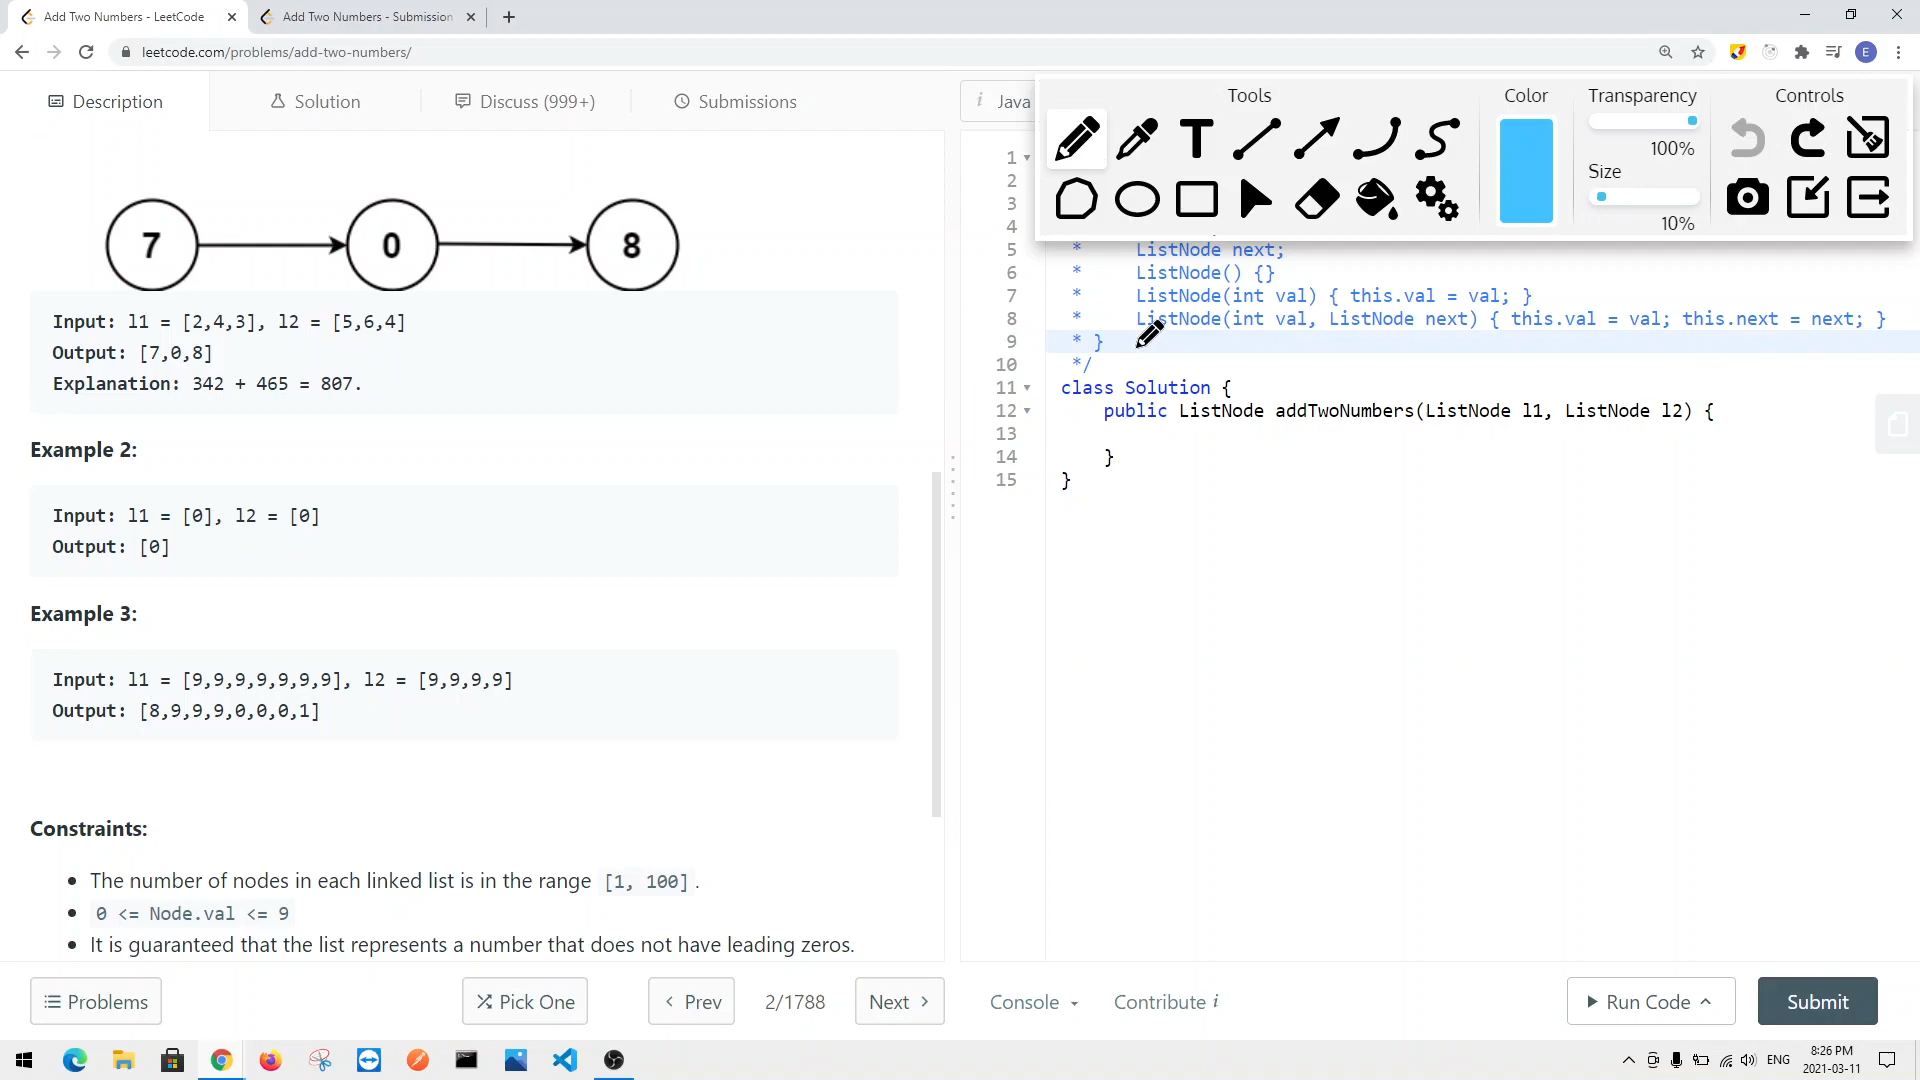 Add Two Numbers - LeetCode
Add Two Numbers - Submission
leetcode.com/problems/add-two-numbers/
E
Description
Solution
Discuss (999+)
Submissions
7
0
8
Input: l1 = [2,4,3], l2 = [5,6,4]
Output: [7,0,8]
Explanation: 342 + 465 = 807.
Example 2:
Input: l1 = [0], l2 = [0]
Output: [0]
Example 3:
Input: l1 = [9,9,9,9,9,9,9], l2 = [9,9,9,9]
Output: [8,9,9,9,0,0,0,1]
Constraints:
The number of nodes in each linked list is in the range [1, 100].
0 <= Node.val <= 9
It is guaranteed that the list represents a number that does not have leading zeros.
Problems
Pick One
Prev
2/1788
Next
i Java
Tools
Color
Transparency
100%
Size
10%
Controls
T
1
2
3
4
5 * ListNode next;
6 * ListNode() {}
7 * ListNode(int val) { this.val = val; }
8 * ListNode(int val, ListNode next) { this.val = val; this.next = next; }
9 * }
10 */
11 class Solution {
12 public ListNode addTwoNumbers(ListNode l1, ListNode l2) {
13
14 }
15 }
Console
Contribute i
Run Code
Submit
ENG
8:26 PM
2021-03-11